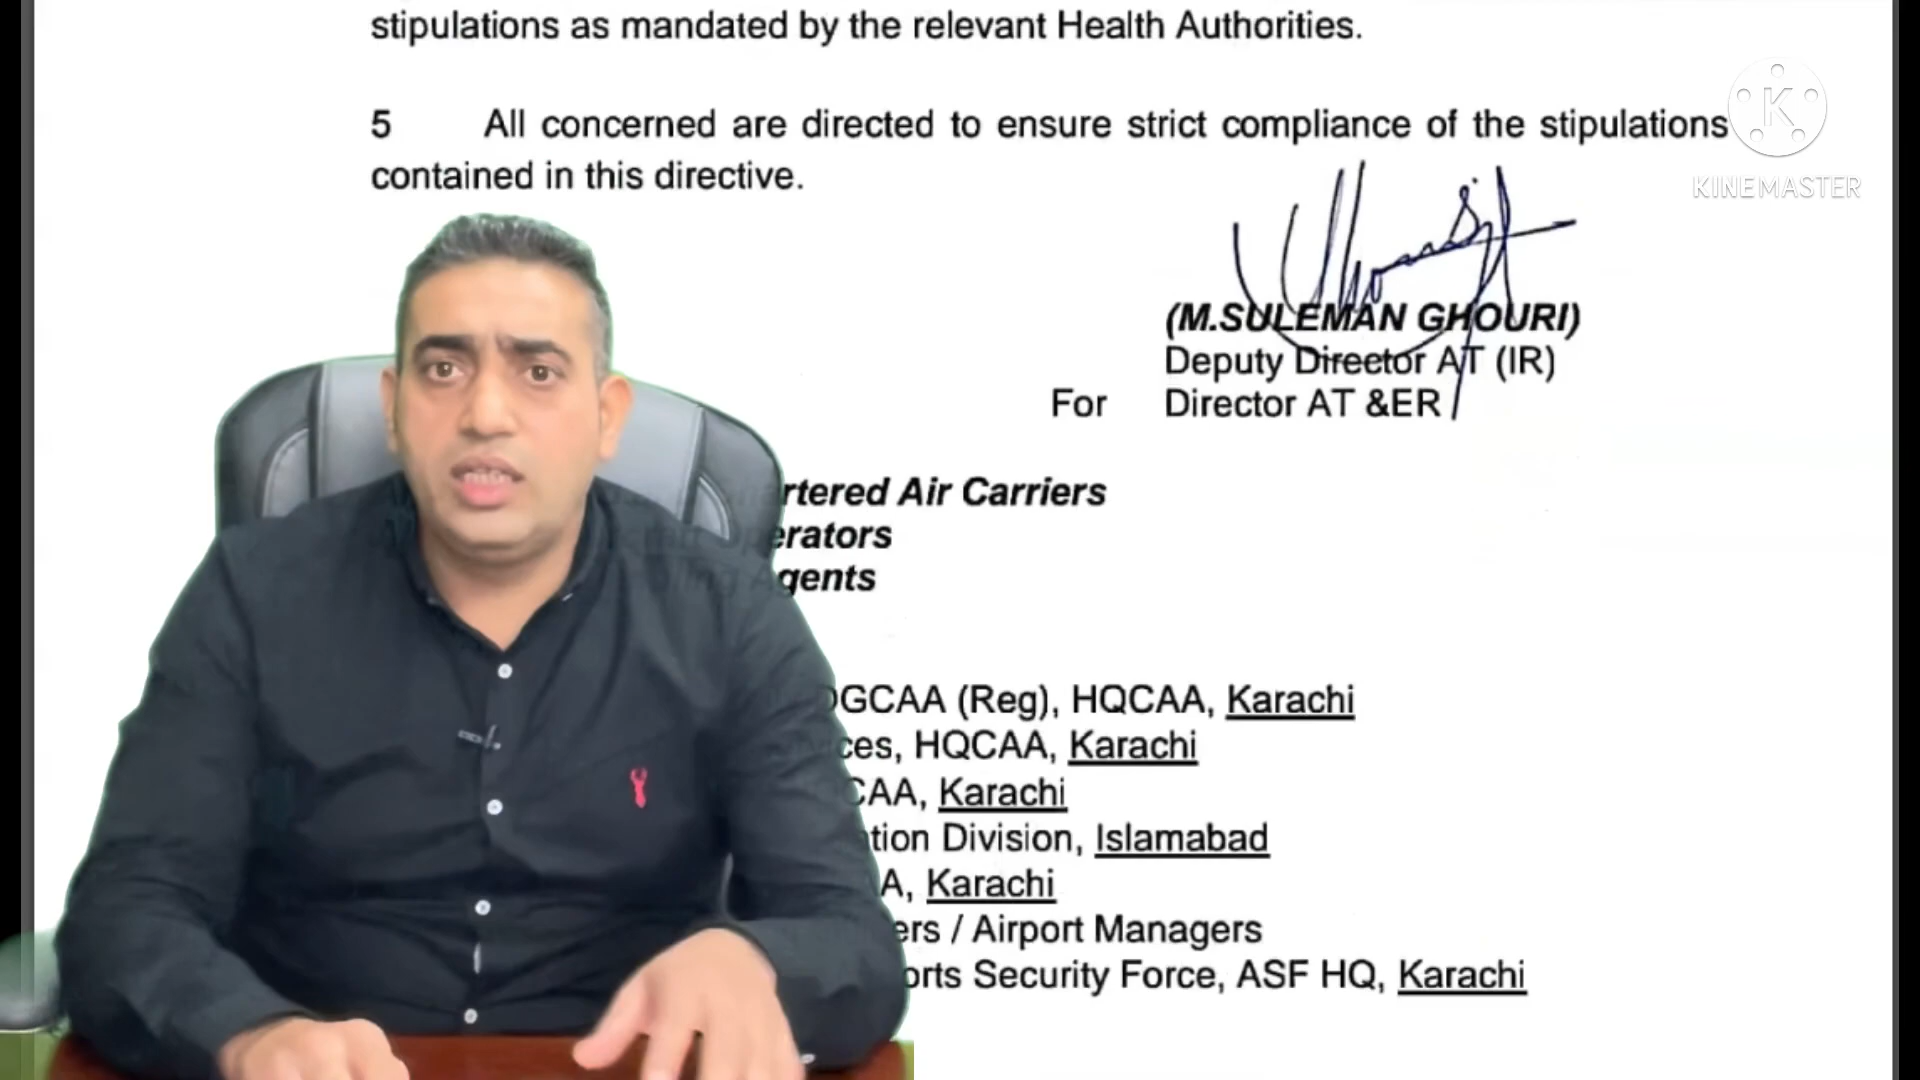 stipulations as mandated by the relevant Health Authorities.
5 All concerned are directed to ensure strict compliance of the stipulations
contained in this directive.
KINEMASTER
(M.SULEMAN GHOURI)
Deputy Director AT (IR)
For Director AT &ER
rtered Air Carriers
erators
Agents
DGCAA (Reg), HQCAA, Karachi
ces, HQCAA, Karachi
CAA, Karachi
tion Division, Islamabad
A, Karachi
ers / Airport Managers
orts Security Force, ASF HQ, Karachi